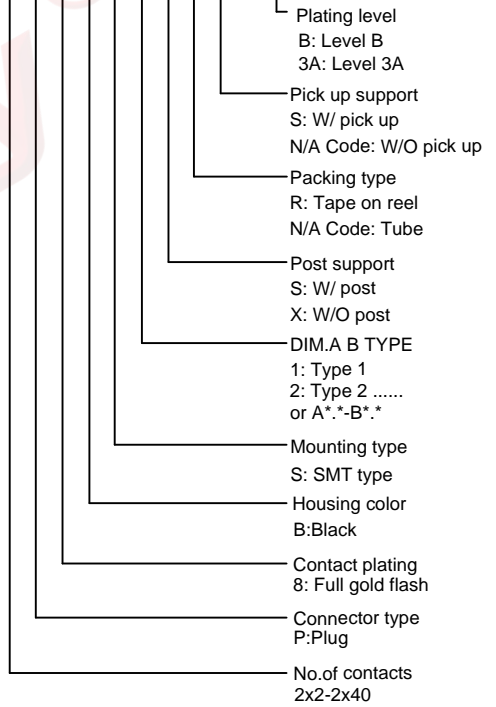 Plating level
B: Level B
3A: Level 3A
Pick up support
S: W/ pick up
N/A Code: W/O pick up
Packing type
R: Tape on reel
N/A Code: Tube
Post support
S: W/ post
X: W/O post
DIM.A B TYPE
1: Type 1
2: Type 2 ......
or A*.*-B*.*
Mounting type
S: SMT type
Housing color
B:Black
Contact plating
8: Full gold flash
Connector type
P:Plug
No.of contacts
2x2-2x40